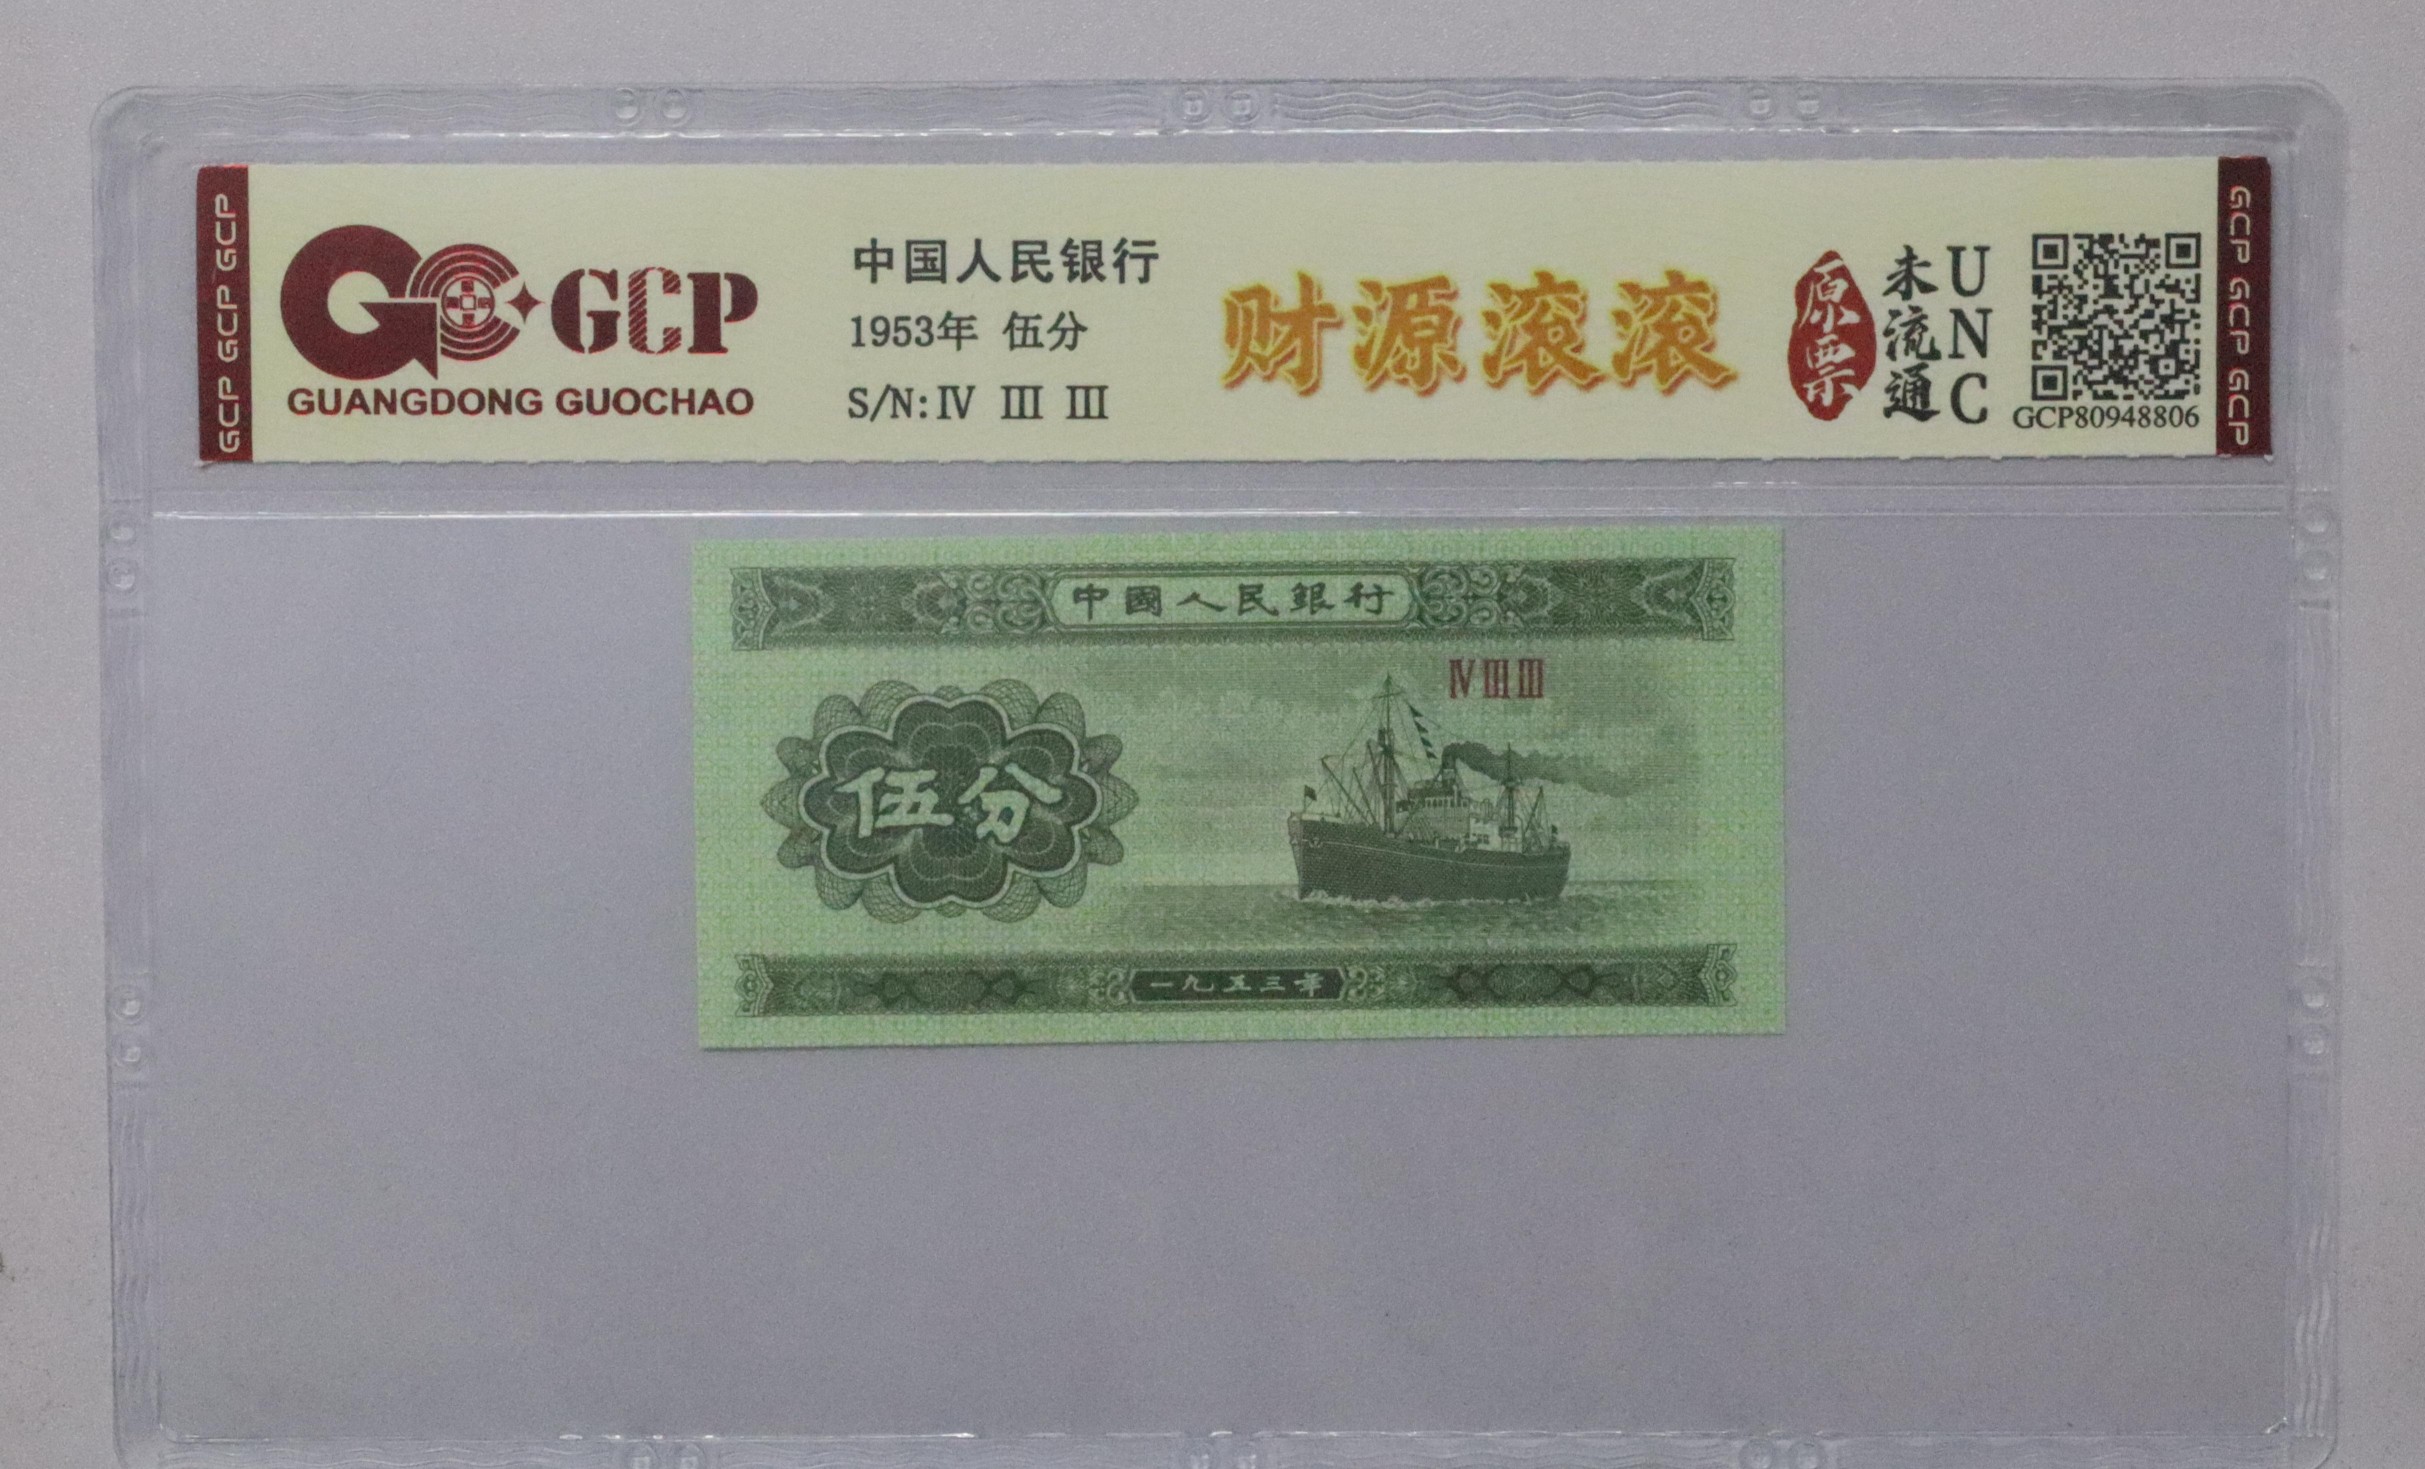 GCP GCP GCP
GCP
GUANGDONG GUOCHAO
中国人民银行
1953年 伍分
S/N:Ⅳ Ⅲ Ⅲ
财源滚滚
原票
未流通
UNC
GCP80948806
GCP GCP GCP
中國人民銀行
ⅣⅢⅢ
伍分
一九五三年